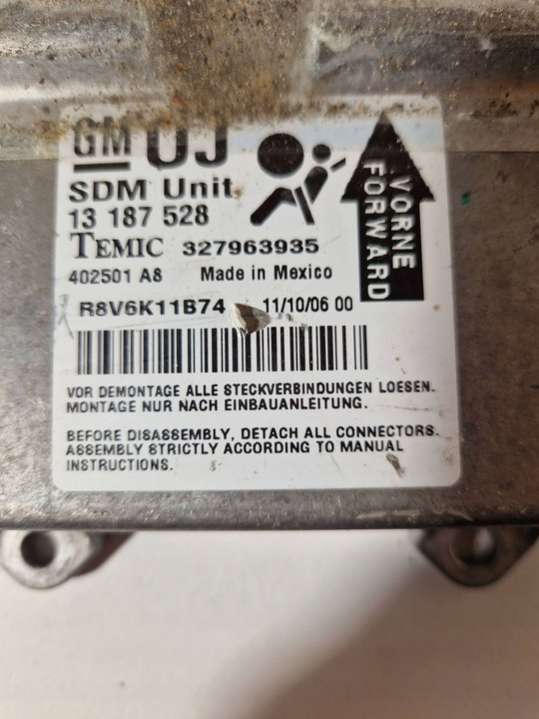 GM UJ
SDM Unit
13 187 528
TEMIC 327963935
402501 A8 Made in Mexico
R8V6K11B74 11/10/06 00
VORNE
FORWARD
VOR DEMONTAGE ALLE STECKVERBINDUNGEN LOESEN.
MONTAGE NUR NACH EINBAUANLEITUNG.
BEFORE DISASSEMBLY, DETACH ALL CONNECTORS.
ASSEMBLY STRICTLY ACCORDING TO MANUAL
INSTRUCTIONS.